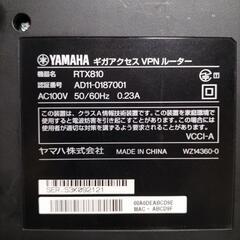 YAMAHA ギガアクセス VPN ルーター
機器名 RTX810
認証番号 AD11-0187001
AC100V 50/60Hz 0.23A
この装置は、クラスA情報技術装置です。この装置を家庭環境で
使用すると電波妨害を引き起こすことがあります。この場合には
使用者が適切な対策を講ずるよう要求されることがあります。
VCCI-A
ヤマハ株式会社 MADE IN CHINA WZ14360-0
SER.S3K092121
00A0DEABCD9E
MAC - ABCD9F